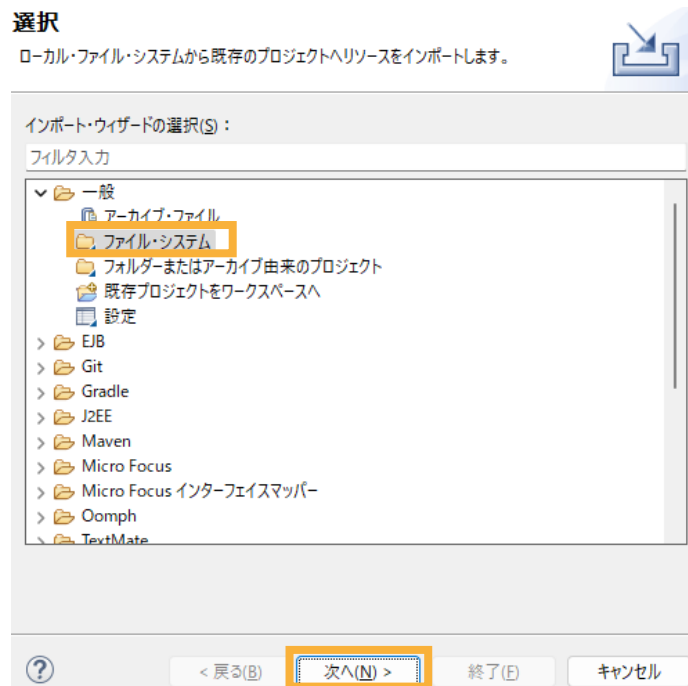 選択
ローカル・ファイル・システムから既存のプロジェクトへリソースをインポートします。
インポート・ウィザードの選択(S)：
フィルタ入力
一般
アーカイブ・ファイル
ファイル・システム
フォルダーまたはアーカイブ由来のプロジェクト
既存プロジェクトをワークスペースへ
設定
EJB
Git
Gradle
J2EE
Maven
Micro Focus
Micro Focus インターフェイスマッパー
Oomph
TextMate
< 戻る(B) 次へ(N) > 終了(F) キャンセル